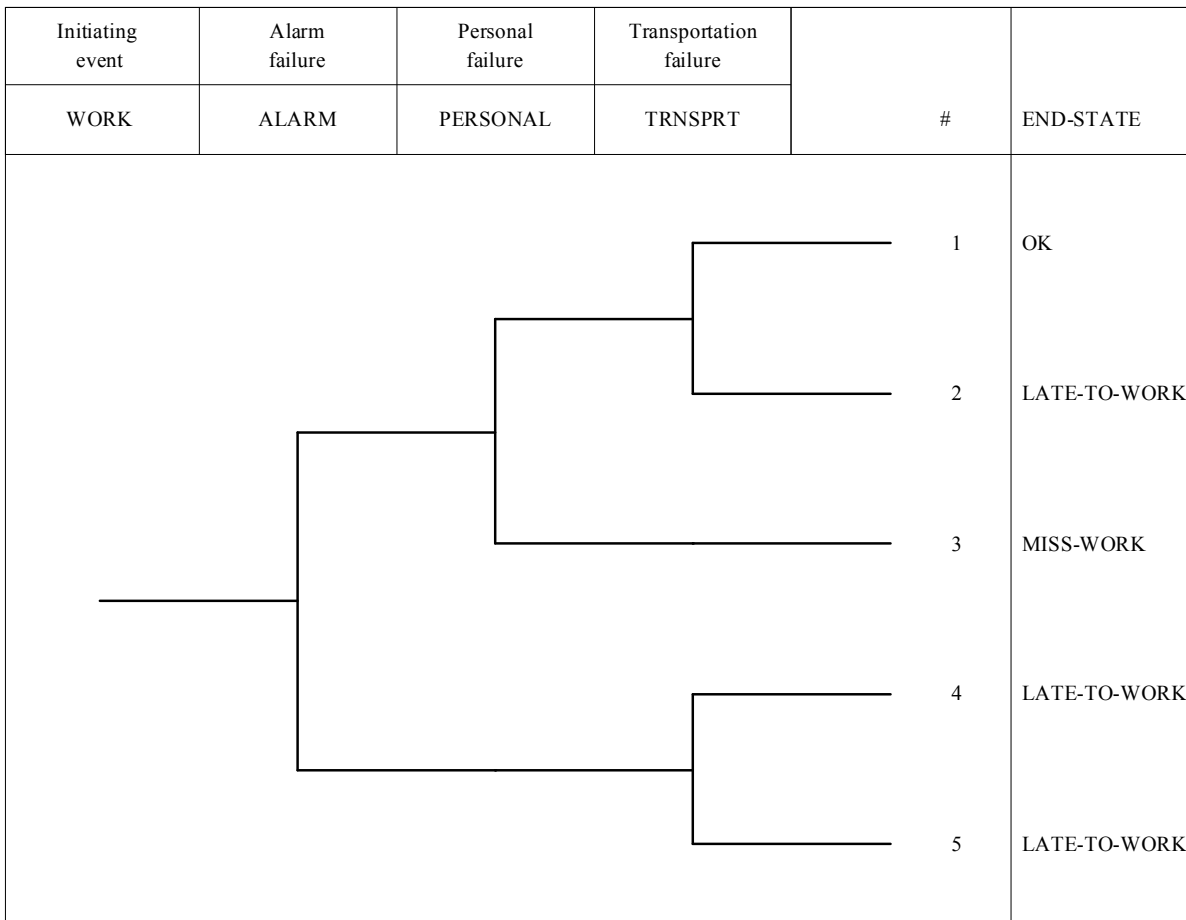 Initiating
event
Alarm
failure
Personal
failure
Transportation
failure
WORK
ALARM
PERSONAL
TRNSPRT
#
END-STATE
1 OK
2 LATE-TO-WORK
3 MISS-WORK
4 LATE-TO-WORK
5 LATE-TO-WORK